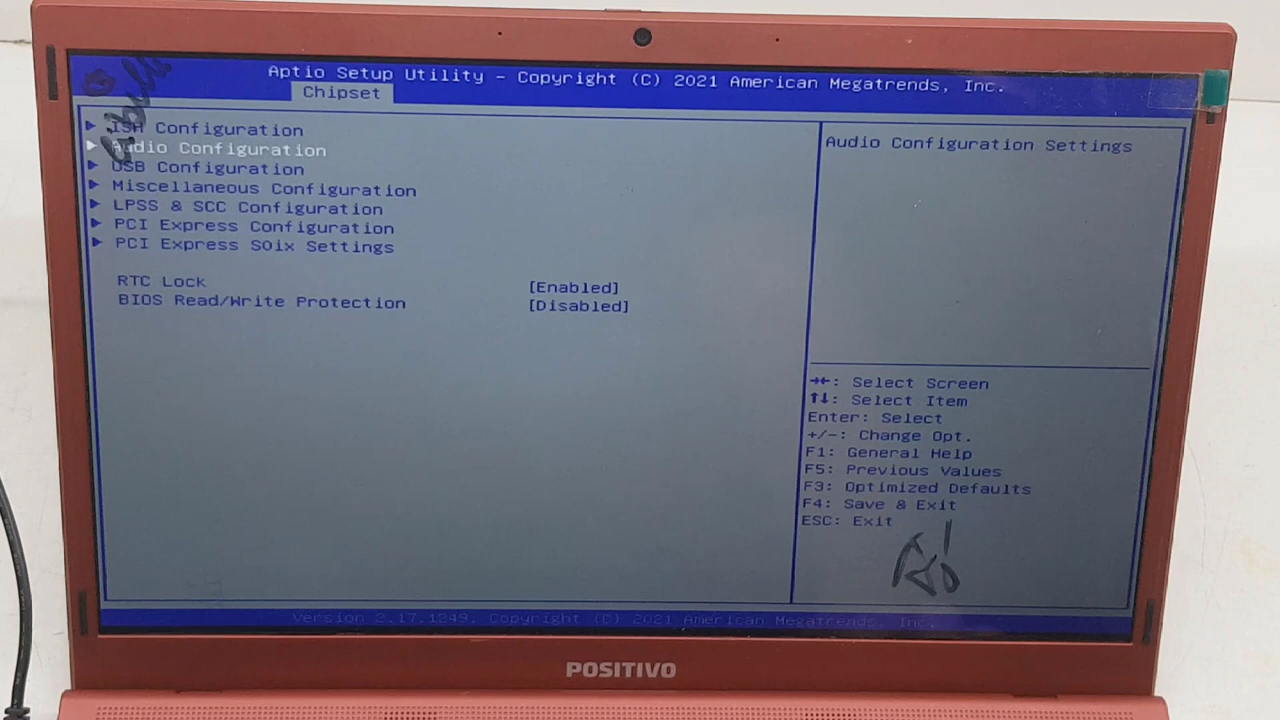 Aptio Setup Utility - Copyright (C) 2021 American Megatrends, Inc.
Chipset
ISH Configuration
Audio Configuration
USB Configuration
Miscellaneous Configuration
LPSS & SCC Configuration
PCI Express Configuration
PCI Express S0ix Settings
RTC Lock [Enabled]
BIOS Read/Write Protection [Disabled]
Audio Configuration Settings
→←: Select Screen
↑↓: Select Item
Enter: Select
+/-: Change Opt.
F1: General Help
F5: Previous Values
F3: Optimized Defaults
F4: Save & Exit
ESC: Exit
Version 2.17.1249. Copyright (C) 2021 American Megatrends, Inc.
POSITIVO